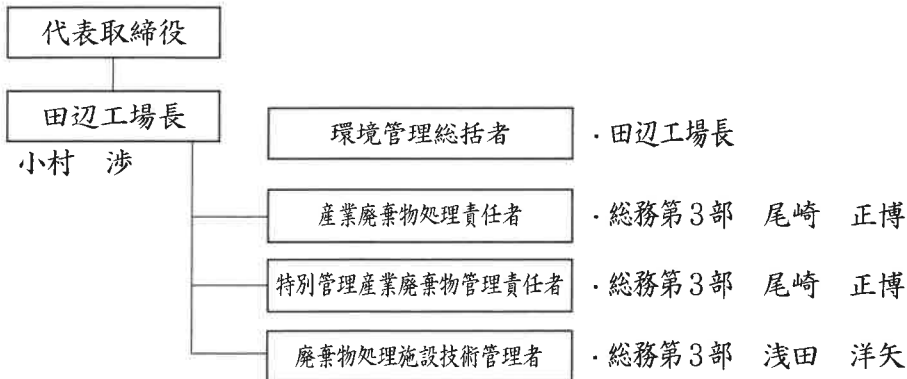 代表取締役
田辺工場長
小村　渉
環境管理総括者　・田辺工場長
産業廃棄物処理責任者　・総務第3部　尾崎　正博
特別管理産業廃棄物管理責任者　・総務第3部　尾崎　正博
廃棄物処理施設技術管理者　・総務第3部　浅田　洋矢